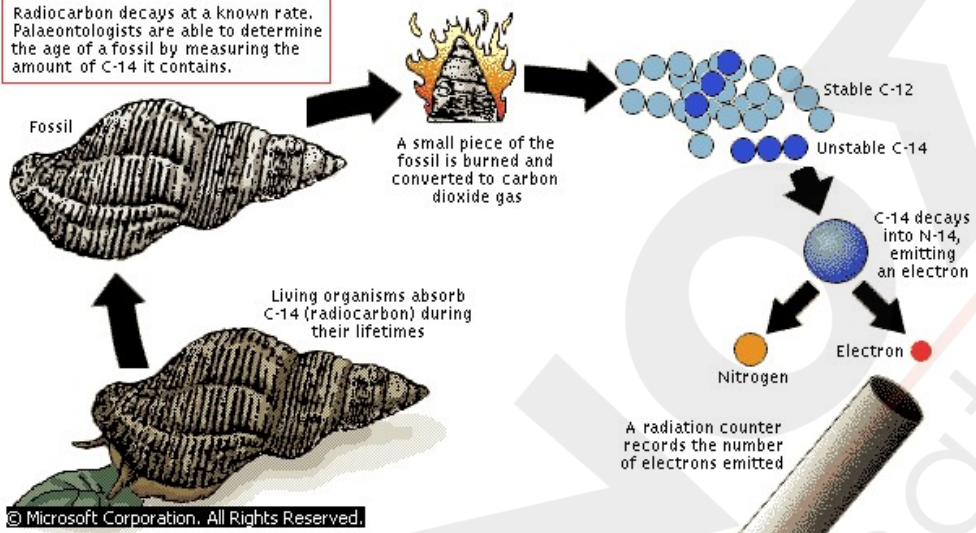 Radiocarbon decays at a known rate.
Palaeontologists are able to determine
the age of a fossil by measuring the
amount of C-14 it contains.
Fossil
A small piece of the
fossil is burned and
converted to carbon
dioxide gas
Stable C-12
Unstable C-14
C-14 decays
into N-14,
emitting
an electron
Nitrogen
Electron
Living organisms absorb
C-14 (radiocarbon) during
their lifetimes
A radiation counter
records the number
of electrons emitted
© Microsoft Corporation. All Rights Reserved.